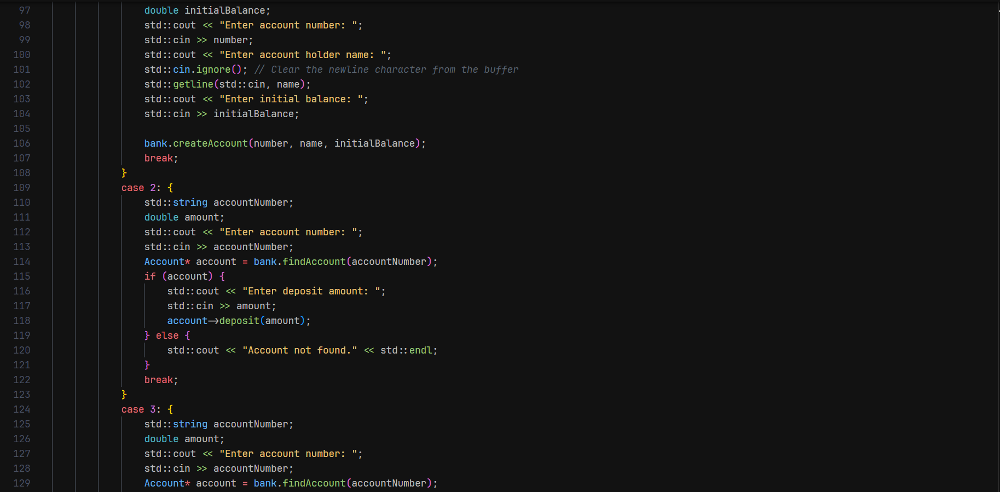 97 double initialBalance;
98 std::cout << "Enter account number: ";
99 std::cin >> number;
100 std::cout << "Enter account holder name: ";
101 std::cin.ignore(); // Clear the newline character from the buffer
102 std::getline(std::cin, name);
103 std::cout << "Enter initial balance: ";
104 std::cin >> initialBalance;
105
106 bank.createAccount(number, name, initialBalance);
107 break;
108 }
109 case 2: {
110 std::string accountNumber;
111 double amount;
112 std::cout << "Enter account number: ";
113 std::cin >> accountNumber;
114 Account* account = bank.findAccount(accountNumber);
115 if (account) {
116 std::cout << "Enter deposit amount: ";
117 std::cin >> amount;
118 account->deposit(amount);
119 } else {
120 std::cout << "Account not found." << std::endl;
121 }
122 break;
123 }
124 case 3: {
125 std::string accountNumber;
126 double amount;
127 std::cout << "Enter account number: ";
128 std::cin >> accountNumber;
129 Account* account = bank.findAccount(accountNumber);